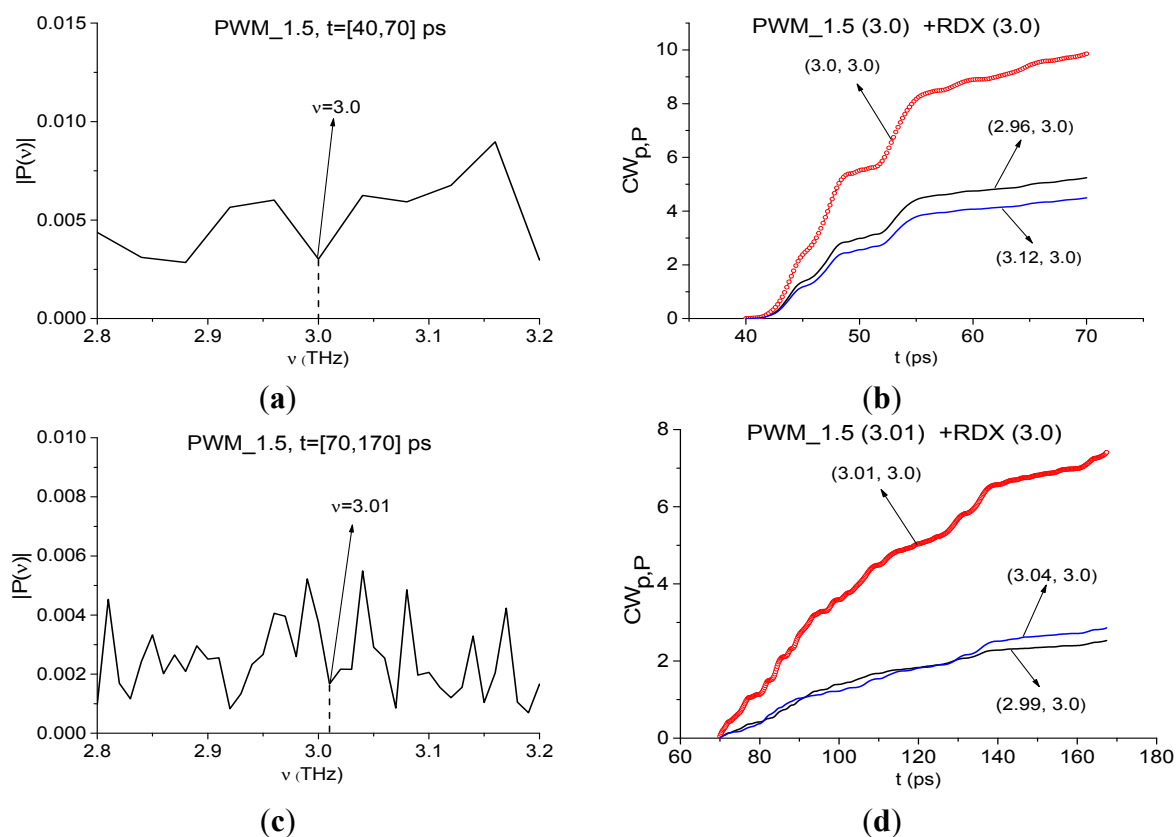 PWM_1.5, t=[40,70] ps
ν=3.0
|P(ν)|
0.015
0.010
0.005
0.000
2.8 2.9 3.0 3.1 3.2
ν (THz)
(a)
PWM_1.5 (3.0) +RDX (3.0)
(3.0, 3.0)
(2.96, 3.0)
(3.12, 3.0)
CWp,P
10
8
6
4
2
0
40 50 60 70
t (ps)
(b)
PWM_1.5, t=[70,170] ps
ν=3.01
|P(ν)|
0.010
0.008
0.006
0.004
0.002
0.000
2.8 2.9 3.0 3.1 3.2
ν (THz)
(c)
PWM_1.5 (3.01) +RDX (3.0)
(3.01, 3.0)
(3.04, 3.0)
(2.99, 3.0)
CWp,P
8
6
4
2
0
60 80 100 120 140 160 180
t (ps)
(d)